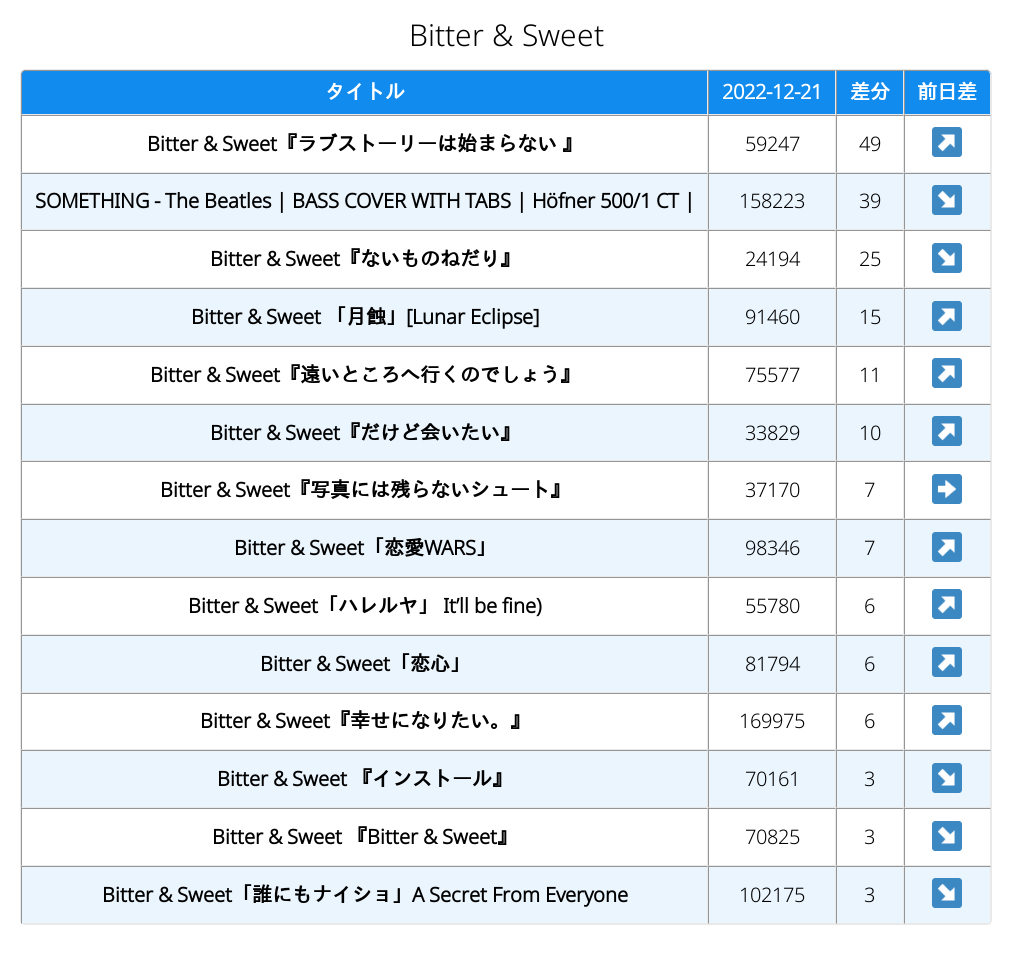 Bitter & Sweet
タイトル 2022-12-21 差分 前日差
Bitter & Sweet『ラブストーリーは始まらない 』 59247 49
SOMETHING - The Beatles | BASS COVER WITH TABS | Höfner 500/1 CT | 158223 39
Bitter & Sweet『ないものねだり』 24194 25
Bitter & Sweet 「月蝕」[Lunar Eclipse] 91460 15
Bitter & Sweet『遠いところへ行くのでしょう』 75577 11
Bitter & Sweet『だけど会いたい』 33829 10
Bitter & Sweet『写真には残らないシュート』 37170 7
Bitter & Sweet「恋愛WARS」 98346 7
Bitter & Sweet「ハレルヤ」 It’ll be fine) 55780 6
Bitter & Sweet「恋心」 81794 6
Bitter & Sweet『幸せになりたい。』 169975 6
Bitter & Sweet 『インストール』 70161 3
Bitter & Sweet 『Bitter & Sweet』 70825 3
Bitter & Sweet「誰にもナイショ」A Secret From Everyone 102175 3